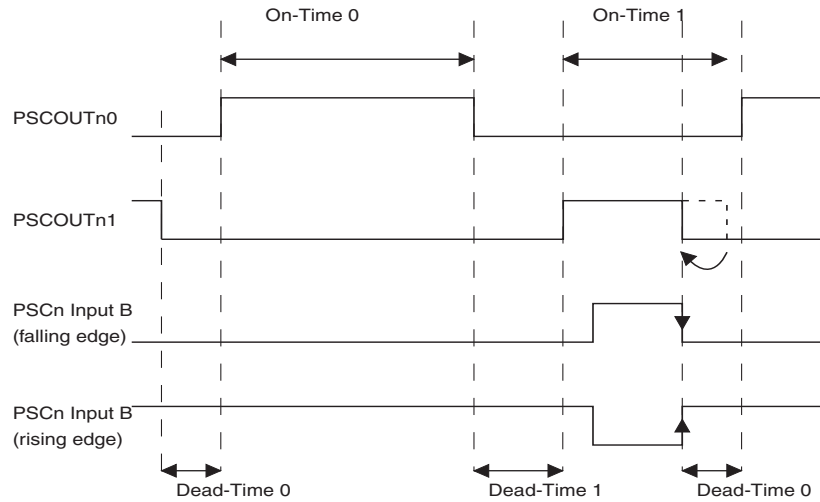 On-Time 0
On-Time 1
PSCOUTn0
PSCOUTn1
PSCn Input B
(falling edge)
PSCn Input B
(rising edge)
Dead-Time 0
Dead-Time 1
Dead-Time 0